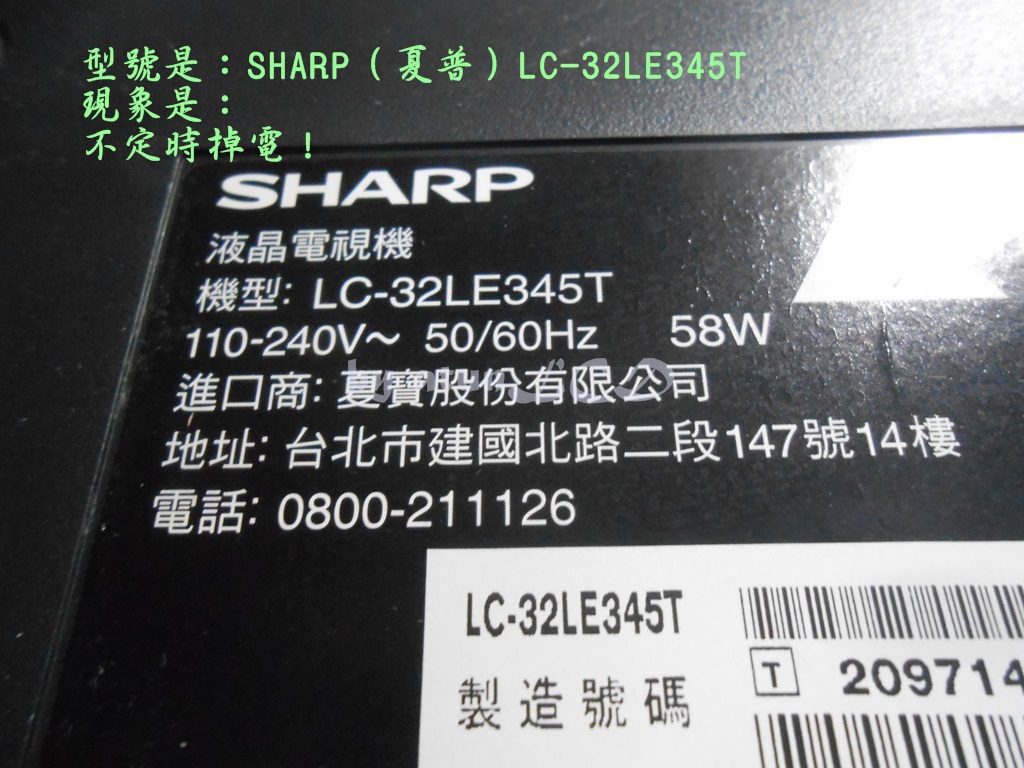 型號是：SHARP（夏普）LC-32LE345T
現象是：
不定時掉電！
SHARP
液晶電視機
機型: LC-32LE345T
110-240V～ 50/60Hz 58W
進口商: 夏寶股份有限公司
地址: 台北市建國北路二段147號14樓
電話: 0800-211126
LC-32LE345T
製造號碼
T 209714